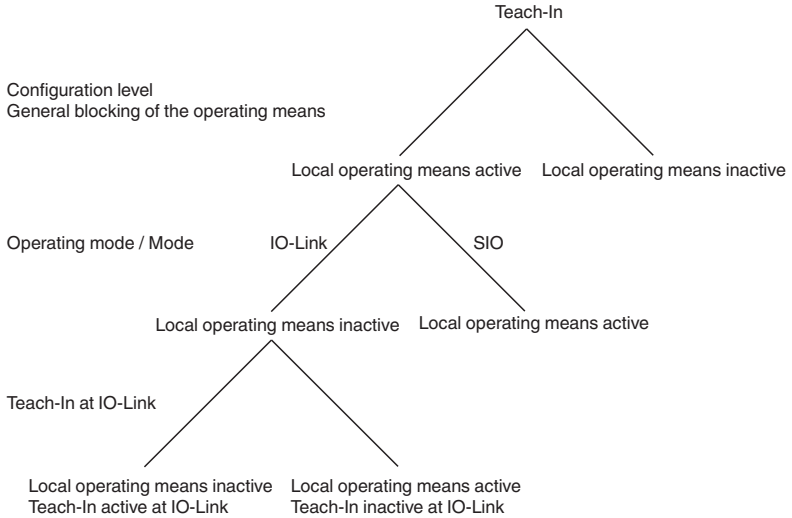 Teach-In
Configuration level
General blocking of the operating means
Local operating means active
Local operating means inactive
Operating mode / Mode
IO-Link
SIO
Local operating means inactive
Local operating means active
Teach-In at IO-Link
Local operating means inactive
Teach-In active at IO-Link
Local operating means active
Teach-In inactive at IO-Link